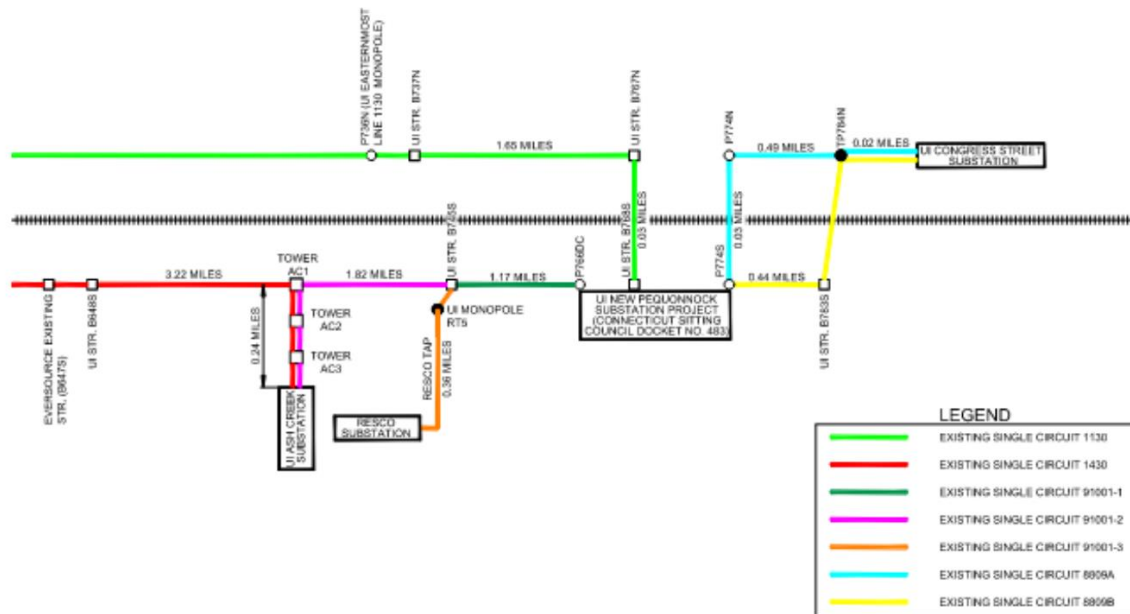 P736N (UI EASTERNMOST
LINE 1130 MONOPOLE)
UI STR. B737N
1.65 MILES
UI STR. B767N
P774N
0.49 MILES
TP784N
0.02 MILES
UI CONGRESS STREET
SUBSTATION
0.03 MILES
0.03 MILES
EVERSOURCE EXISTING
STR. (B647S)
UI STR. B648S
3.22 MILES
TOWER
AC1
1.82 MILES
UI STR. B745S
1.17 MILES
P766DC
UI STR. B768S
P774S
0.44 MILES
UI STR. B783S
0.24 MILES
TOWER
AC2
TOWER
AC3
UI ASH CREEK
SUBSTATION
UI MONOPOLE
RT5
RESCO TAP
0.36 MILES
RESCO
SUBSTATION
UI NEW PEQUONNOCK
SUBSTATION PROJECT
(CONNECTICUT SITTING
COUNCIL DOCKET NO. 483)
LEGEND
EXISTING SINGLE CIRCUIT 1130
EXISTING SINGLE CIRCUIT 1430
EXISTING SINGLE CIRCUIT 91001-1
EXISTING SINGLE CIRCUIT 91001-2
EXISTING SINGLE CIRCUIT 91001-3
EXISTING SINGLE CIRCUIT 8809A
EXISTING SINGLE CIRCUIT 8809B